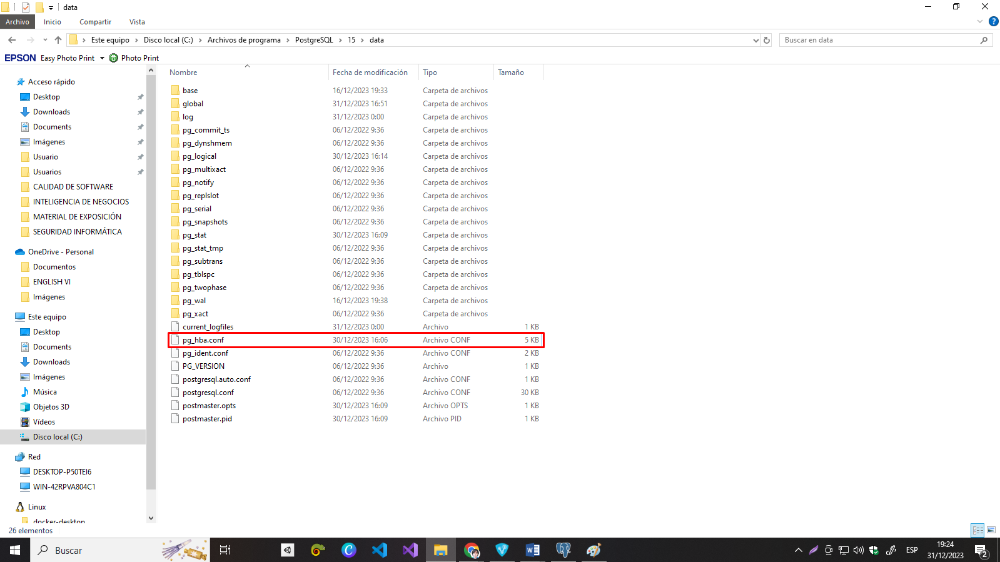 data
Archivo Inicio Compartir Vista
Este equipo > Disco local (C:) > Archivos de programa > PostgreSQL > 15 > data
Buscar en data
EPSON Easy Photo Print Photo Print
Acceso rápido
Desktop
Downloads
Documents
Imágenes
Usuario
Usuarios
CALIDAD DE SOFTWARE
INTELIGENCIA DE NEGOCIOS
MATERIAL DE EXPOSICIÓN
SEGURIDAD INFORMÁTICA
OneDrive - Personal
Documentos
ENGLISH VI
Imágenes
Este equipo
Desktop
Documents
Downloads
Imágenes
Música
Objetos 3D
Vídeos
Disco local (C:)
Red
DESKTOP-P50TEI6
WIN-42RPVA804C1
Linux
docker-desktop
Nombre Fecha de modificación Tipo Tamaño
base 16/12/2023 19:33 Carpeta de archivos
global 31/12/2023 16:51 Carpeta de archivos
log 31/12/2023 0:00 Carpeta de archivos
pg_commit_ts 06/12/2022 9:36 Carpeta de archivos
pg_dynshmem 06/12/2022 9:36 Carpeta de archivos
pg_logical 30/12/2023 16:14 Carpeta de archivos
pg_multixact 06/12/2022 9:36 Carpeta de archivos
pg_notify 06/12/2022 9:36 Carpeta de archivos
pg_replslot 06/12/2022 9:36 Carpeta de archivos
pg_serial 06/12/2022 9:36 Carpeta de archivos
pg_snapshots 06/12/2022 9:36 Carpeta de archivos
pg_stat 30/12/2023 16:09 Carpeta de archivos
pg_stat_tmp 06/12/2022 9:36 Carpeta de archivos
pg_subtrans 06/12/2022 9:36 Carpeta de archivos
pg_tblspc 06/12/2022 9:36 Carpeta de archivos
pg_twophase 06/12/2022 9:36 Carpeta de archivos
pg_wal 16/12/2023 19:38 Carpeta de archivos
pg_xact 06/12/2022 9:36 Carpeta de archivos
current_logfiles 31/12/2023 0:00 Archivo 1 KB
pg_hba.conf 30/12/2023 16:06 Archivo CONF 5 KB
pg_ident.conf 06/12/2022 9:36 Archivo CONF 2 KB
PG_VERSION 06/12/2022 9:36 Archivo 1 KB
postgresql.auto.conf 06/12/2022 9:36 Archivo CONF 1 KB
postgresql.conf 06/12/2022 9:36 Archivo CONF 30 KB
postmaster.opts 30/12/2023 16:09 Archivo OPTS 1 KB
postmaster.pid 30/12/2023 16:09 Archivo PID 1 KB
26 elementos
Buscar
ESP
19:24
31/12/2023
2